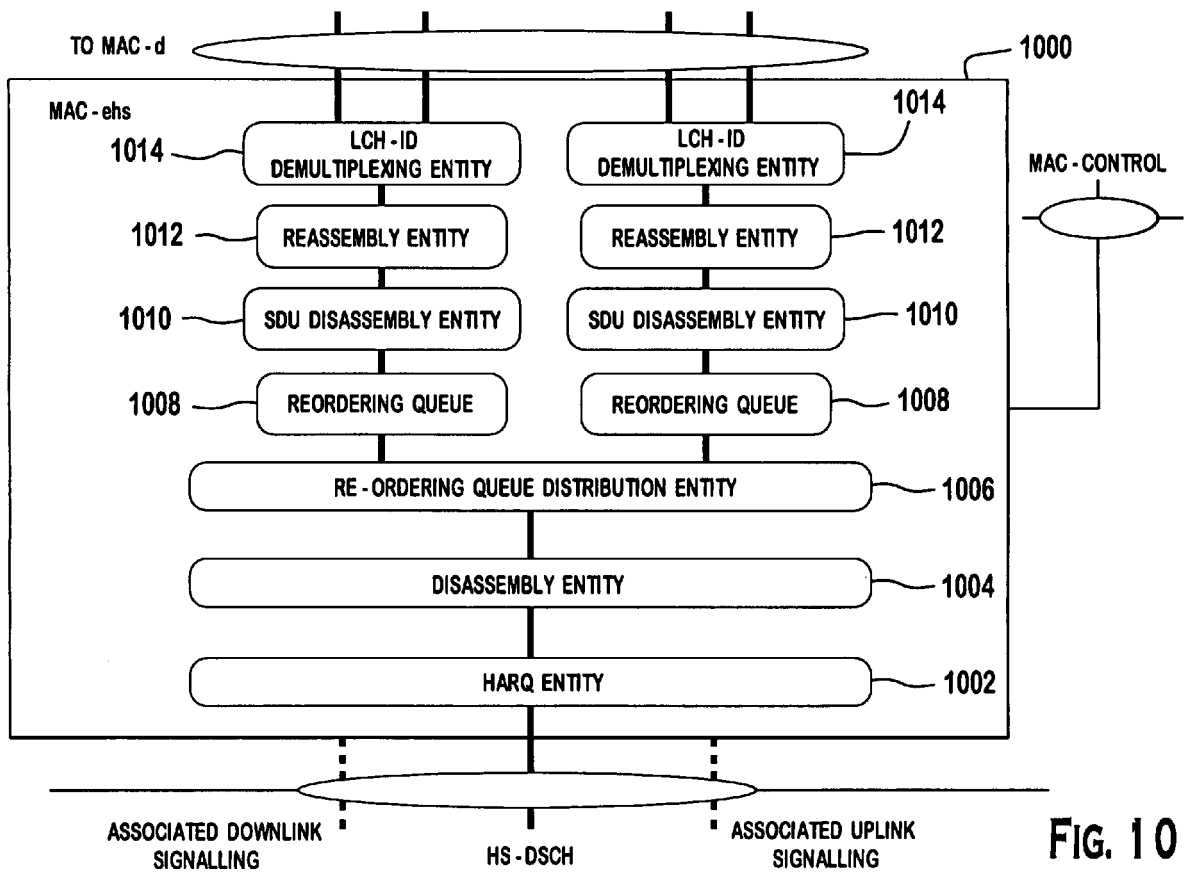 TO MAC-d
1000
MAC-ehs
1014
LCH-ID
DEMULTIPLEXING ENTITY
LCH-ID
DEMULTIPLEXING ENTITY
1014
MAC-CONTROL
1012
REASSEMBLY ENTITY
REASSEMBLY ENTITY
1012
1010
SDU DISASSEMBLY ENTITY
SDU DISASSEMBLY ENTITY
1010
1008
REORDERING QUEUE
REORDERING QUEUE
1008
RE-ORDERING QUEUE DISTRIBUTION ENTITY
1006
DISASSEMBLY ENTITY
1004
HARQ ENTITY
1002
ASSOCIATED DOWNLINK
SIGNALLING
HS-DSCH
ASSOCIATED UPLINK
SIGNALLING
FIG. 10